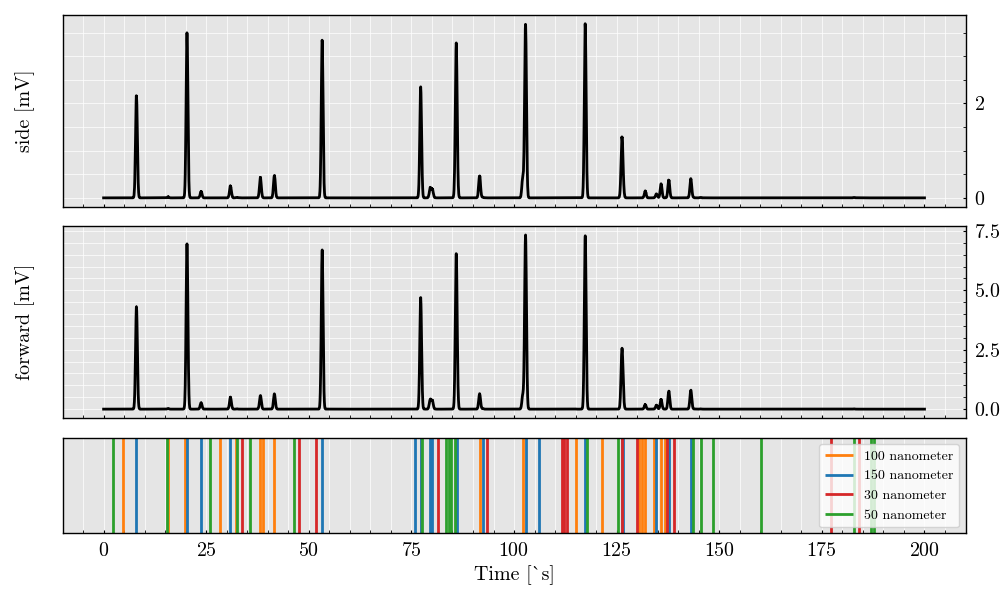 side [mV]
2
0
forward [mV]
7.5
5.0
2.5
0.0
100 nanometer
150 nanometer
30 nanometer
50 nanometer
0 25 50 75 100 125 150 175 200
Time [`s]